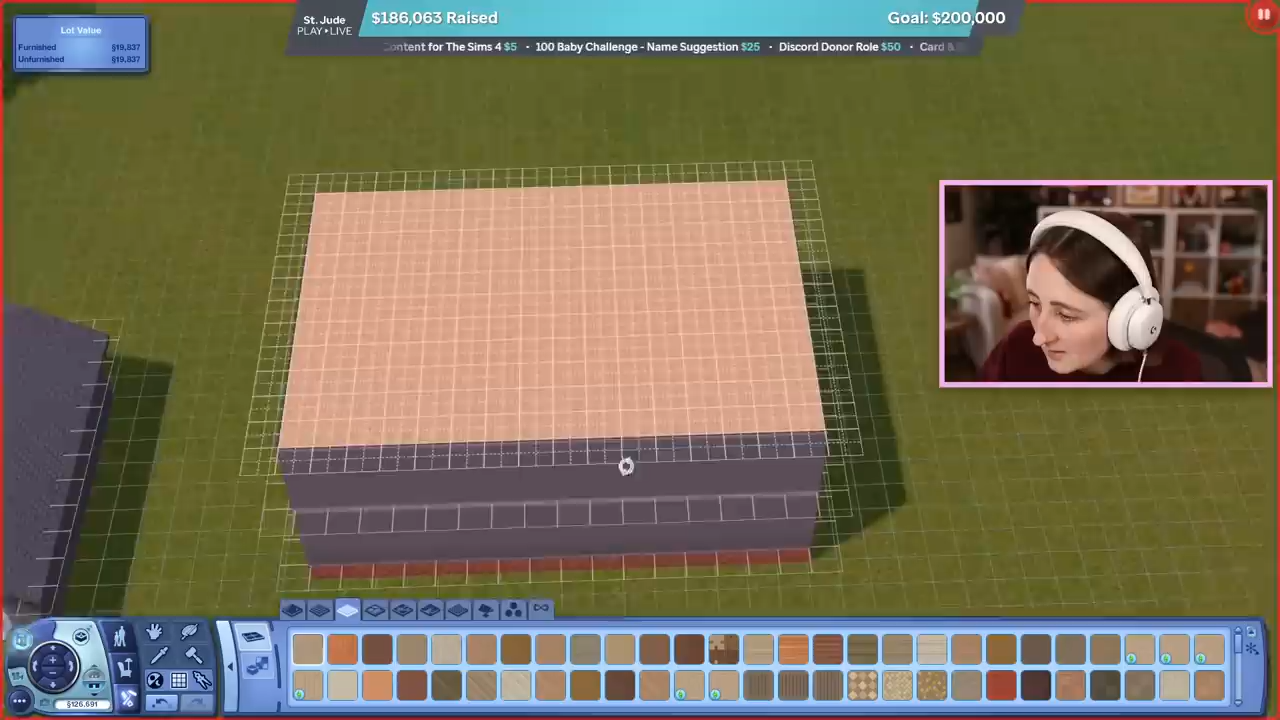 Lot Value
Furnished §19,837
Unfurnished §19,837
St. Jude
PLAY LIVE
$186,063 Raised
Goal: $200,000
Content for The Sims 4 $5 • 100 Baby Challenge - Name Suggestion $25 • Discord Donor Role $50 • Card &
§126,691